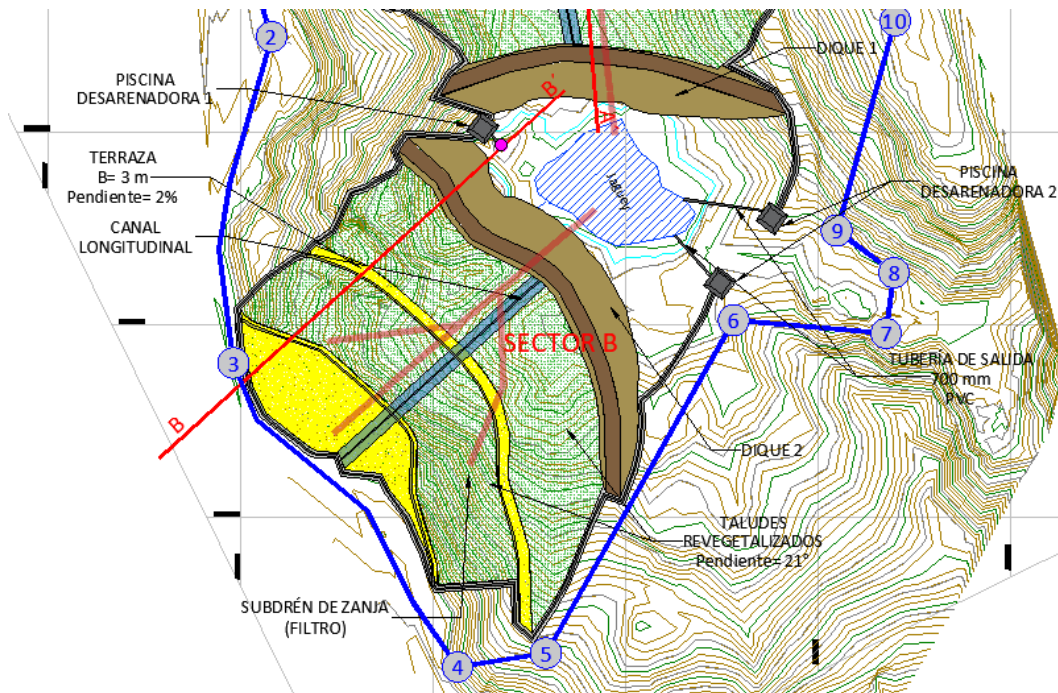 2
10
DIQUE 1
PISCINA
DESARENADORA 1
B'
A
TERRAZA
B= 3 m
Pendiente= 2%
Jaguey
PISCINA
DESARENADORA 2
CANAL
LONGITUDINAL
9
8
6
7
SECTOR B
3
TUBERÍA DE SALIDA
700 mm
PVC
B
DIQUE 2
TALUDES
REVEGETALIZADOS
Pendiente= 21°
SUBDRÉN DE ZANJA
(FILTRO)
5
4